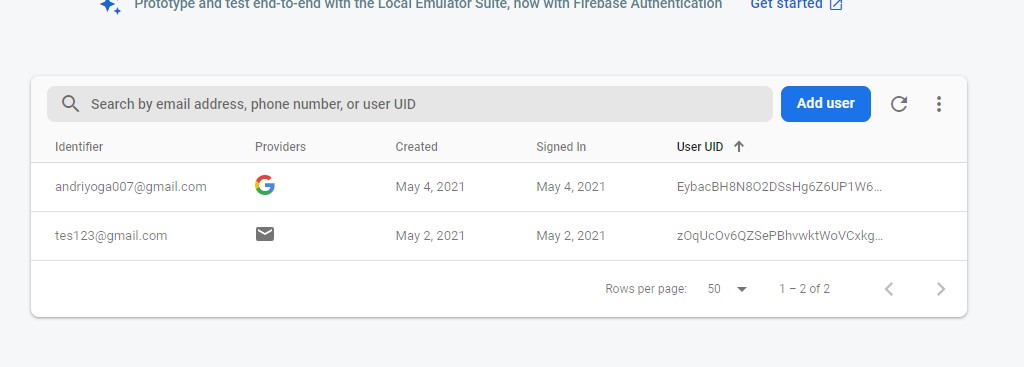 Prototype and test end-to-end with the Local Emulator Suite, now with Firebase Authentication Get started
Search by email address, phone number, or user UID Add user
Identifier Providers Created Signed In User UID
andriyoga007@gmail.com May 4, 2021 May 4, 2021 EybacBH8N8O2DSsHg6Z6UP1W6...
tes123@gmail.com May 2, 2021 May 2, 2021 zOqUcOv6QZSePBhvwktWoVCxkg...
Rows per page: 50 1 – 2 of 2